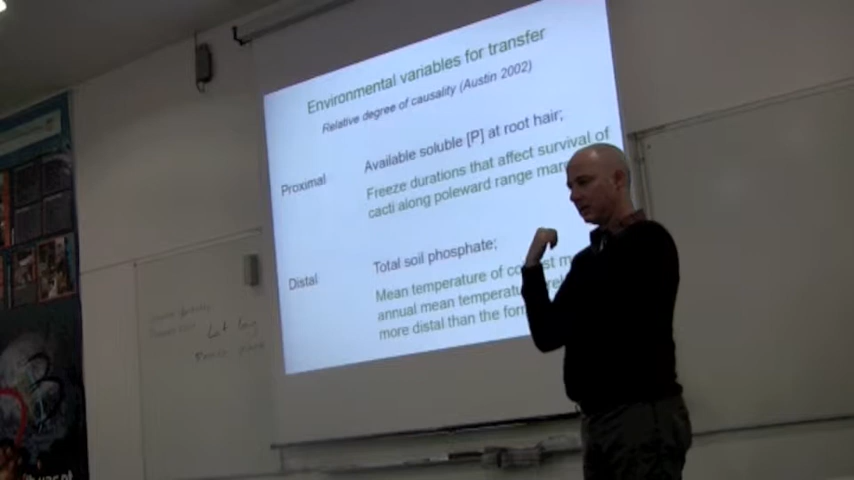 Environmental variables for transfer
Relative degree of causality (Austin 2002)
Proximal
Available soluble [P] at root hair;
Freeze durations that affect survival of
cacti along poleward range
Distal
Total soil phosphate;
Mean temperature of
annual mean temperature
more distal than the